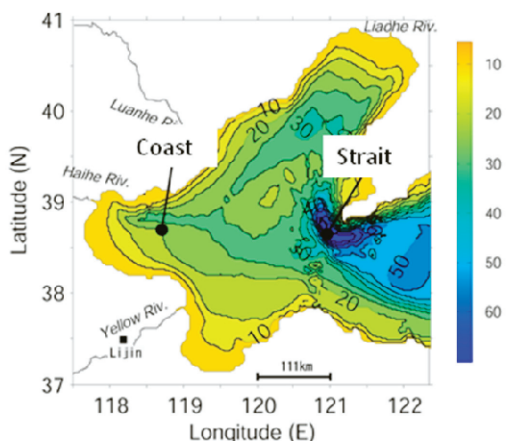 41
40
39
38
37
Latitude (N)
118
119
120
121
122
Longitude (E)
Liaohe Riv.
Luanhe
Coast
Strait
Haihe Riv.
Yellow Riv.
Lijin
111km
10
20
30
20
10
50
10
20
30
40
50
60